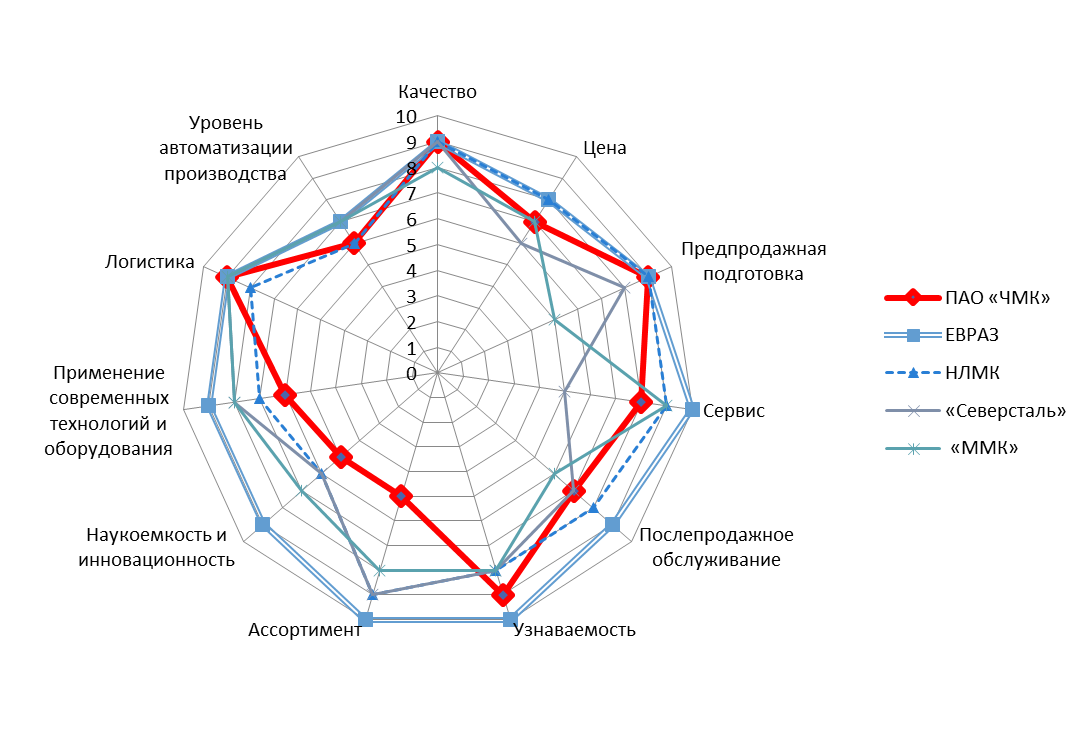 Качество
10
9
8
7
6
5
4
3
2
1
0
Цена
Предпродажная
подготовка
Сервис
Послепродажное
обслуживание
Узнаваемость
Ассортимент
Наукоемкость и
инновационность
Применение
современных
технологий и
оборудования
Логистика
Уровень
автоматизации
производства
ПАО «ЧМК»
ЕВРАЗ
НЛМК
«Северсталь»
«ММК»